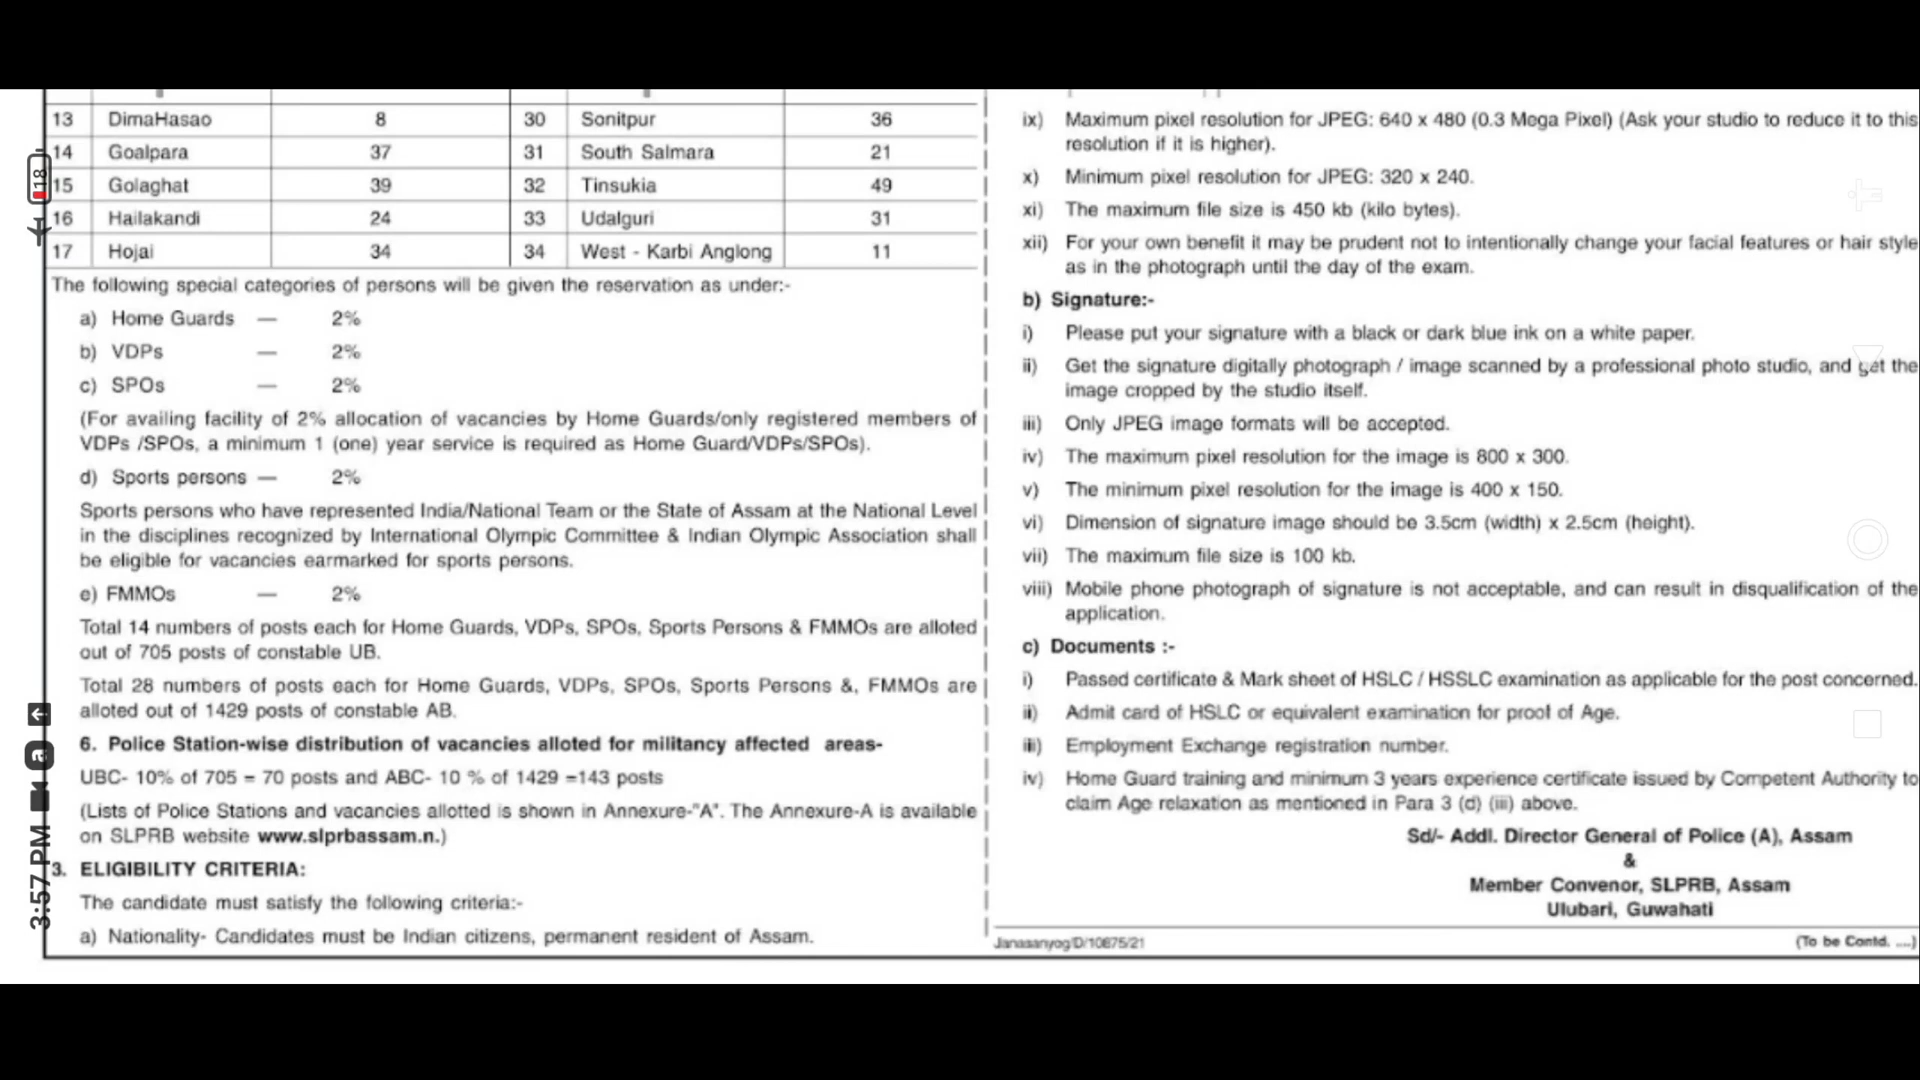 13 DimaHasao 8 30 Sonitpur 36
14 Goalpara 37 31 South Salmara 21
15 Golaghat 39 32 Tinsukia 49
16 Hailakandi 24 33 Udalguri 31
17 Hojai 34 34 West - Karbi Anglong 11
The following special categories of persons will be given the reservation as under:-
a) Home Guards — 2%
b) VDPs — 2%
c) SPOs — 2%
(For availing facility of 2% allocation of vacancies by Home Guards/only registered members of
VDPs /SPOs, a minimum 1 (one) year service is required as Home Guard/VDPs/SPOs).
d) Sports persons — 2%
Sports persons who have represented India/National Team or the State of Assam at the National Level
in the disciplines recognized by International Olympic Committee & Indian Olympic Association shall
be eligible for vacancies earmarked for sports persons.
e) FMMOs — 2%
Total 14 numbers of posts each for Home Guards, VDPs, SPOs, Sports Persons & FMMOs are alloted
out of 705 posts of constable UB.
Total 28 numbers of posts each for Home Guards, VDPs, SPOs, Sports Persons &, FMMOs are
alloted out of 1429 posts of constable AB.
6. Police Station-wise distribution of vacancies alloted for militancy affected areas-
UBC- 10% of 705 = 70 posts and ABC- 10 % of 1429 =143 posts
(Lists of Police Stations and vacancies allotted is shown in Annexure-"A". The Annexure-A is available
on SLPRB website www.slprbassam.n.)
3. ELIGIBILITY CRITERIA:
The candidate must satisfy the following criteria:-
a) Nationality- Candidates must be Indian citizens, permanent resident of Assam.
ix) Maximum pixel resolution for JPEG: 640 x 480 (0.3 Mega Pixel) (Ask your studio to reduce it to this
resolution if it is higher).
x) Minimum pixel resolution for JPEG: 320 x 240.
xi) The maximum file size is 450 kb (kilo bytes).
xii) For your own benefit it may be prudent not to intentionally change your facial features or hair style
as in the photograph until the day of the exam.
b) Signature:-
i) Please put your signature with a black or dark blue ink on a white paper.
ii) Get the signature digitally photograph / image scanned by a professional photo studio, and get the
image cropped by the studio itself.
iii) Only JPEG image formats will be accepted.
iv) The maximum pixel resolution for the image is 800 x 300.
v) The minimum pixel resolution for the image is 400 x 150.
vi) Dimension of signature image should be 3.5cm (width) x 2.5cm (height).
vii) The maximum file size is 100 kb.
viii) Mobile phone photograph of signature is not acceptable, and can result in disqualification of the
application.
c) Documents :-
i) Passed certificate & Mark sheet of HSLC / HSSLC examination as applicable for the post concerned.
ii) Admit card of HSLC or equivalent examination for proof of Age.
iii) Employment Exchange registration number.
iv) Home Guard training and minimum 3 years experience certificate issued by Competent Authority to
claim Age relaxation as mentioned in Para 3 (d) (iii) above.
Sd/- Addl. Director General of Police (A), Assam
&
Member Convenor, SLPRB, Assam
Ulubari, Guwahati
Janasanyog/D/10875/21
(To be Contd. ....)
3:57 PM
a
18